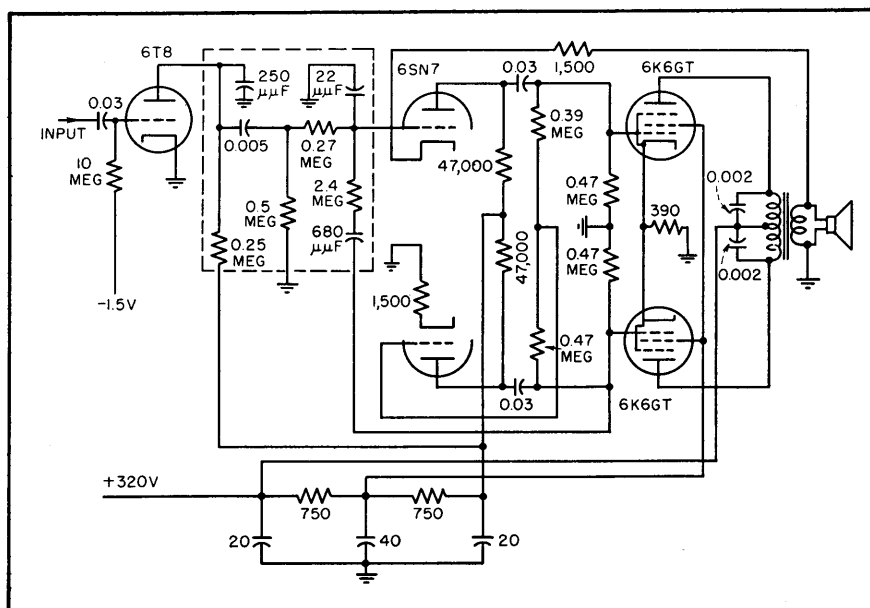 6T8
250
μμF
22
μμF
6SN7
0.03
1,500
6K6GT
0.03
INPUT
0.005
0.27
MEG
0.39
MEG
10
MEG
47,000
0.002
0.5
MEG
2.4
MEG
0.47
MEG
390
0.25
MEG
680
μμF
47,000
0.47
MEG
0.002
1,500
-1.5V
0.47
MEG
0.03
6K6GT
+320V
750
750
20
40
20